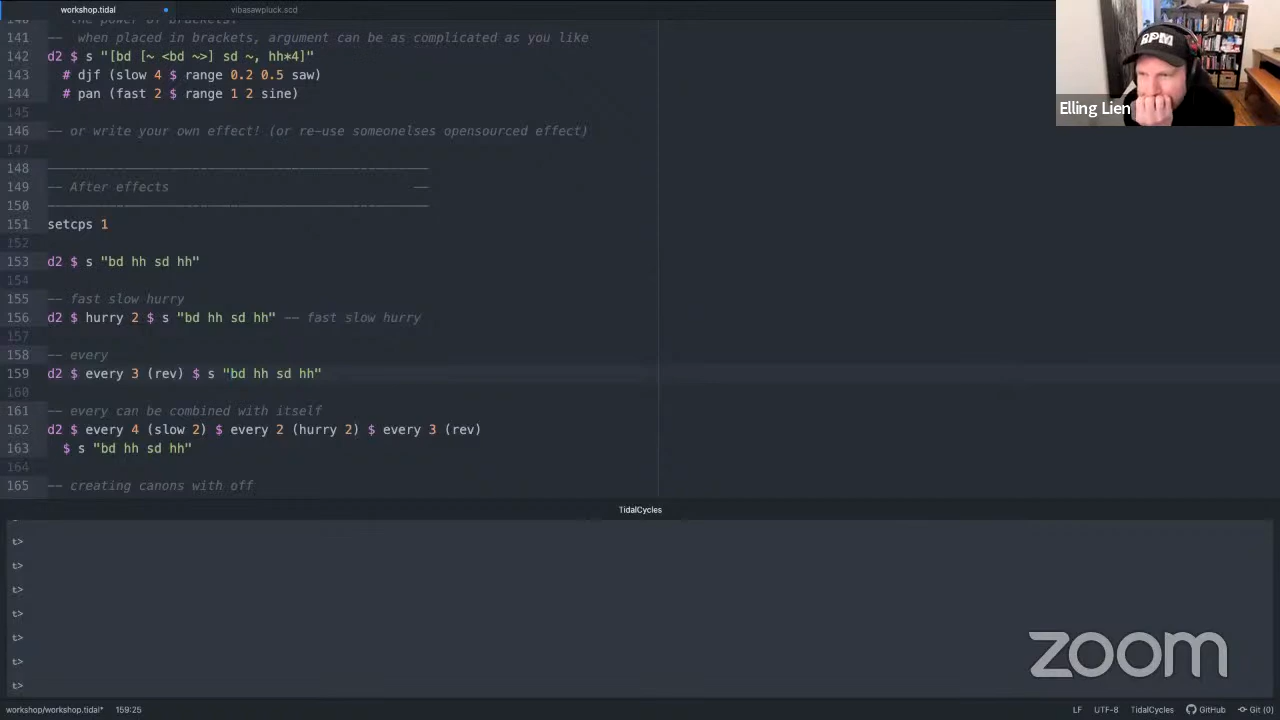 workshop.tidal
vibasawpluck.scd
140 -- the power of brackets!
141 -- when placed in brackets, argument can be as complicated as you like
142 d2 $ s "[bd [~ <bd ~>] sd ~, hh*4]"
143 # djf (slow 4 $ range 0.2 0.5 saw)
144 # pan (fast 2 $ range 1 2 sine)
145
146 -- or write your own effect! (or re-use someonelses opensourced effect)
147
148
149 -- After effects --
150
151 setcps 1
152
153 d2 $ s "bd hh sd hh"
154
155 -- fast slow hurry
156 d2 $ hurry 2 $ s "bd hh sd hh" -- fast slow hurry
157
158 -- every
159 d2 $ every 3 (rev) $ s "bd hh sd hh"
160
161 -- every can be combined with itself
162 d2 $ every 4 (slow 2) $ every 2 (hurry 2) $ every 3 (rev)
163 $ s "bd hh sd hh"
164
165 -- creating canons with off
RPM
Elling Lien
TidalCycles
t>
t>
t>
t>
t>
t>
t>
zoom
workshop/workshop.tidal* 159:25
LF UTF-8 TidalCycles GitHub Git (0)